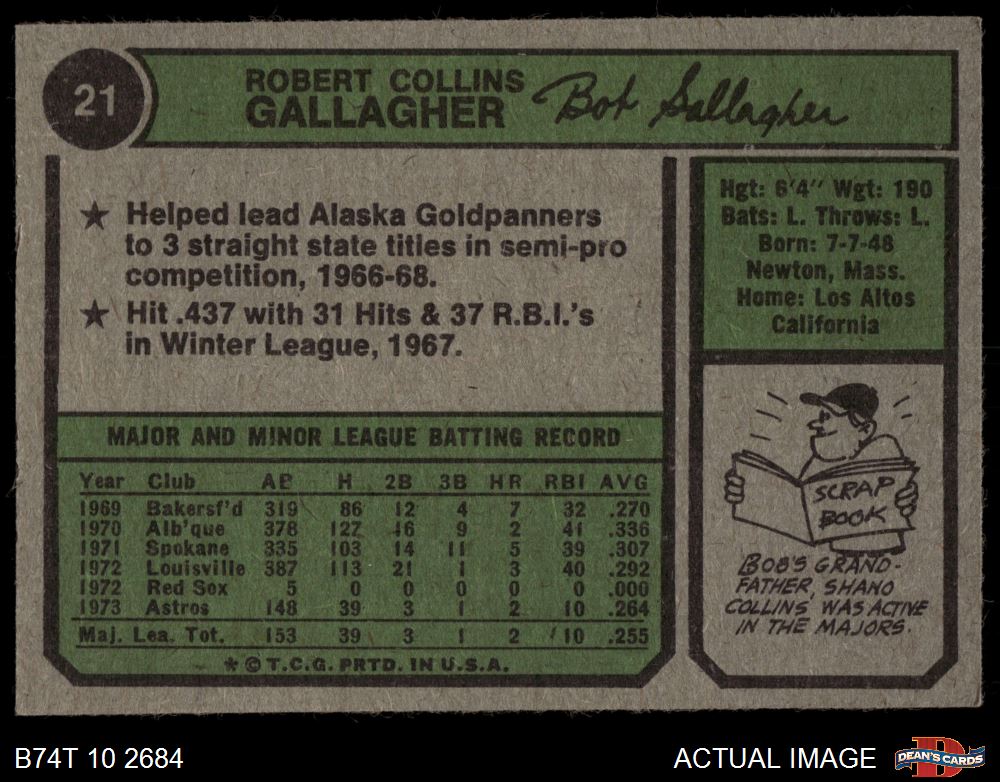 21
ROBERT COLLINS
GALLAGHER
Bob Gallagher
★ Helped lead Alaska Goldpanners
to 3 straight state titles in semi-pro
competition, 1966-68.
★ Hit .437 with 31 Hits & 37 R.B.I.'s
in Winter League, 1967.
Hgt: 6'4" Wgt: 190
Bats: L. Throws: L.
Born: 7-7-48
Newton, Mass.
Home: Los Altos
California
MAJOR AND MINOR LEAGUE BATTING RECORD
Year Club AB H 2B 3B HR RBI AVG
1969 Bakersf'd 319 86 12 4 7 32 .270
1970 Alb'que 378 127 16 9 2 41 .336
1971 Spokane 335 103 14 11 5 39 .307
1972 Louisville 387 113 21 1 3 40 .292
1972 Red Sox 5 0 0 0 0 0 .000
1973 Astros 148 39 3 1 2 10 .264
Maj. Lea. Tot. 153 39 3 1 2 10 .255
* © T.C.G. PRTD. IN U.S.A.
SCRAP
BOOK
BOB'S GRAND-
FATHER, SHANO
COLLINS WAS ACTIVE
IN THE MAJORS.
B74T 10 2684
ACTUAL IMAGE
D
DEAN'S CARDS